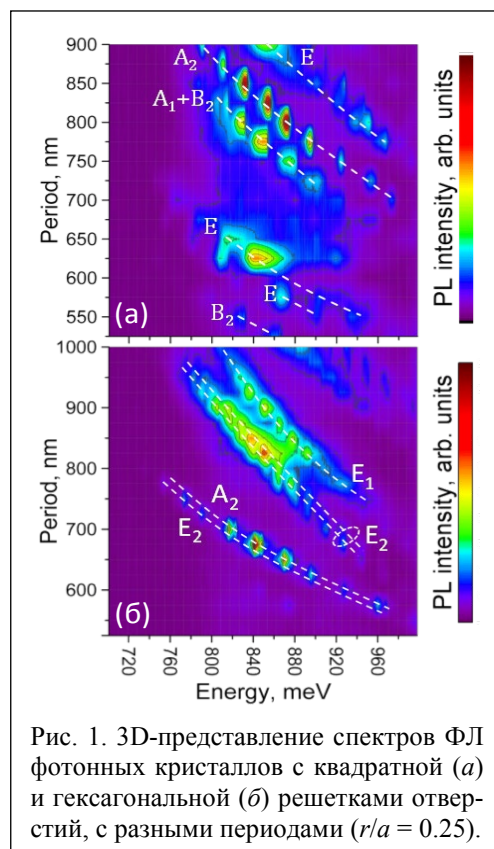 900
850
800
750
700
650
600
550
Period, nm
A₂
E
A₁+B₂
E
E
B₂
(а)
PL intensity, arb. units
1000
900
800
700
600
Period, nm
E₁
A₂
E₂
E₂
(б)
PL intensity, arb. units
720 760 800 840 880 920 960
Energy, meV
Рис. 1. 3D-представление спектров ФЛ
фотонных кристаллов с квадратной (а)
и гексагональной (б) решетками отвер-
стий, с разными периодами (r/a = 0.25).